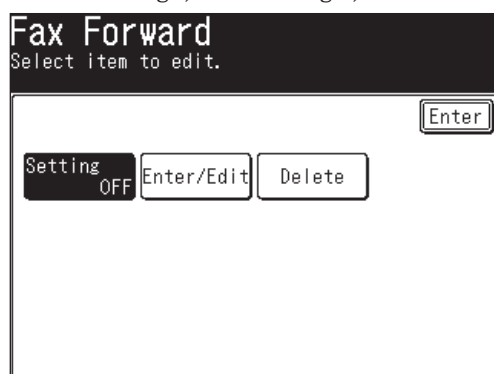 Fax Forward
Select item to edit.
Enter
Setting
OFF
Enter/Edit
Delete